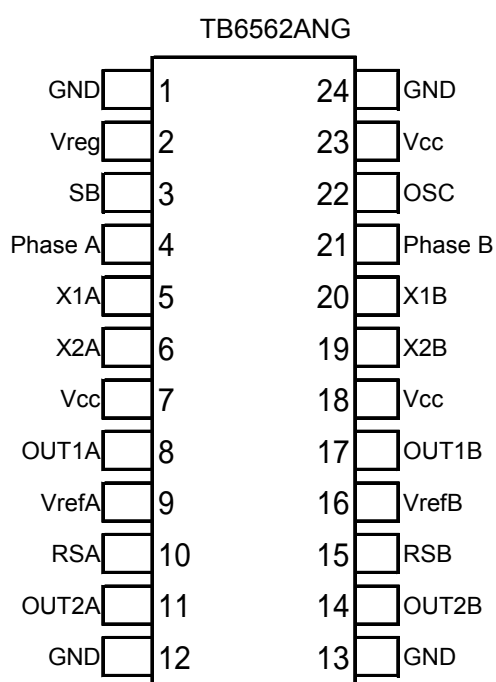 TB6562ANG
GND 1 24 GND
Vreg 2 23 Vcc
SB 3 22 OSC
Phase A 4 21 Phase B
X1A 5 20 X1B
X2A 6 19 X2B
Vcc 7 18 Vcc
OUT1A 8 17 OUT1B
VrefA 9 16 VrefB
RSA 10 15 RSB
OUT2A 11 14 OUT2B
GND 12 13 GND